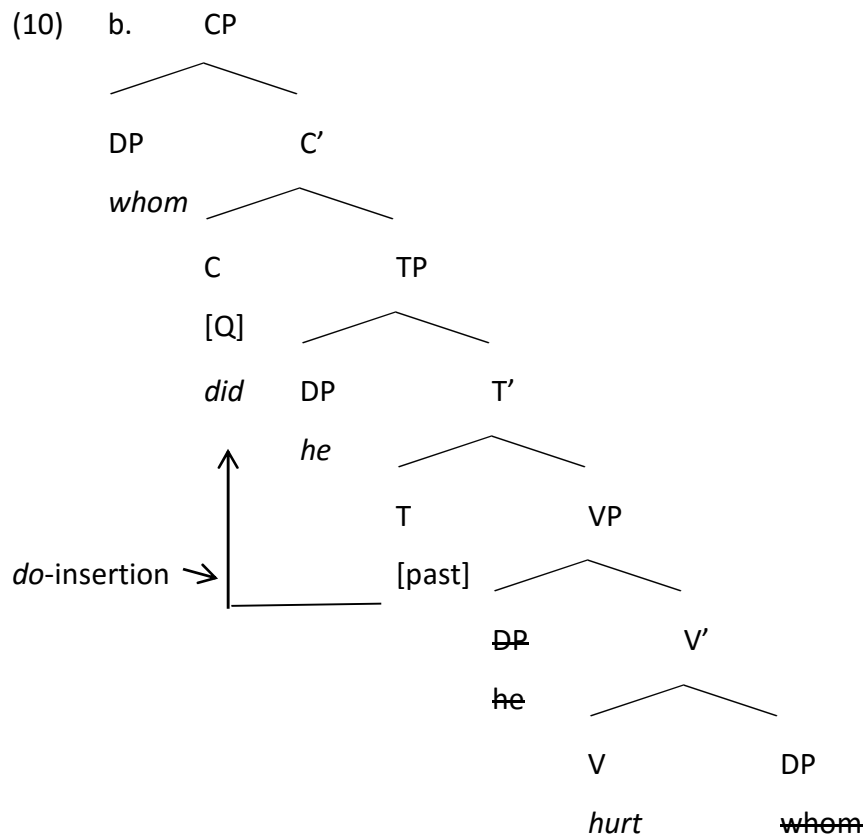 (10) b. CP
DP C’
whom
C TP
[Q]
did DP T’
he
T VP
do-insertion [past]
DP V’
he
V DP
hurt whom